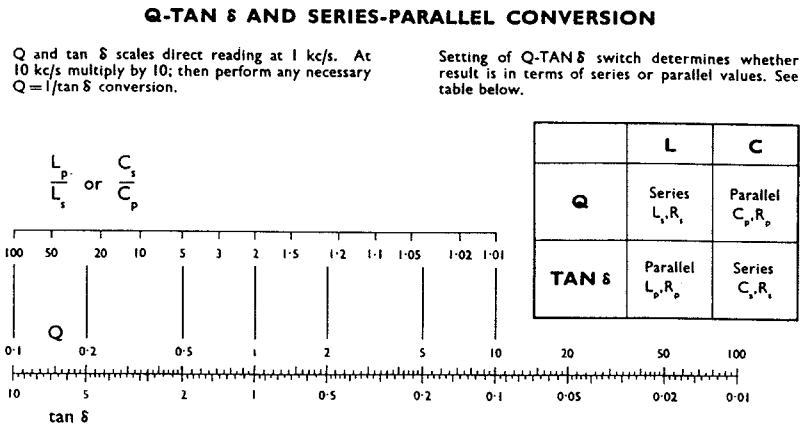 Q-TAN δ AND SERIES-PARALLEL CONVERSION
Q and tan δ scales direct reading at 1 kc/s. At
10 kc/s multiply by 10; then perform any necessary
Q=1/tan δ conversion.
Setting of Q-TAN δ switch determines whether
result is in terms of series or parallel values. See
table below.
L C
Q Series Parallel
Ls,Rs Cp,Rp
TAN δ Parallel Series
Lp,Rp Cs,Rs
Lp/Ls or Cs/Cp
100 50 20 10 5 3 2 1·5 1·2 1·1 1·05 1·02 1·01
Q
0·1 0·2 0·5 1 2 5 10 20 50 100
10 5 2 1 0·5 0·2 0·1 0·05 0·02 0·01
tan δ